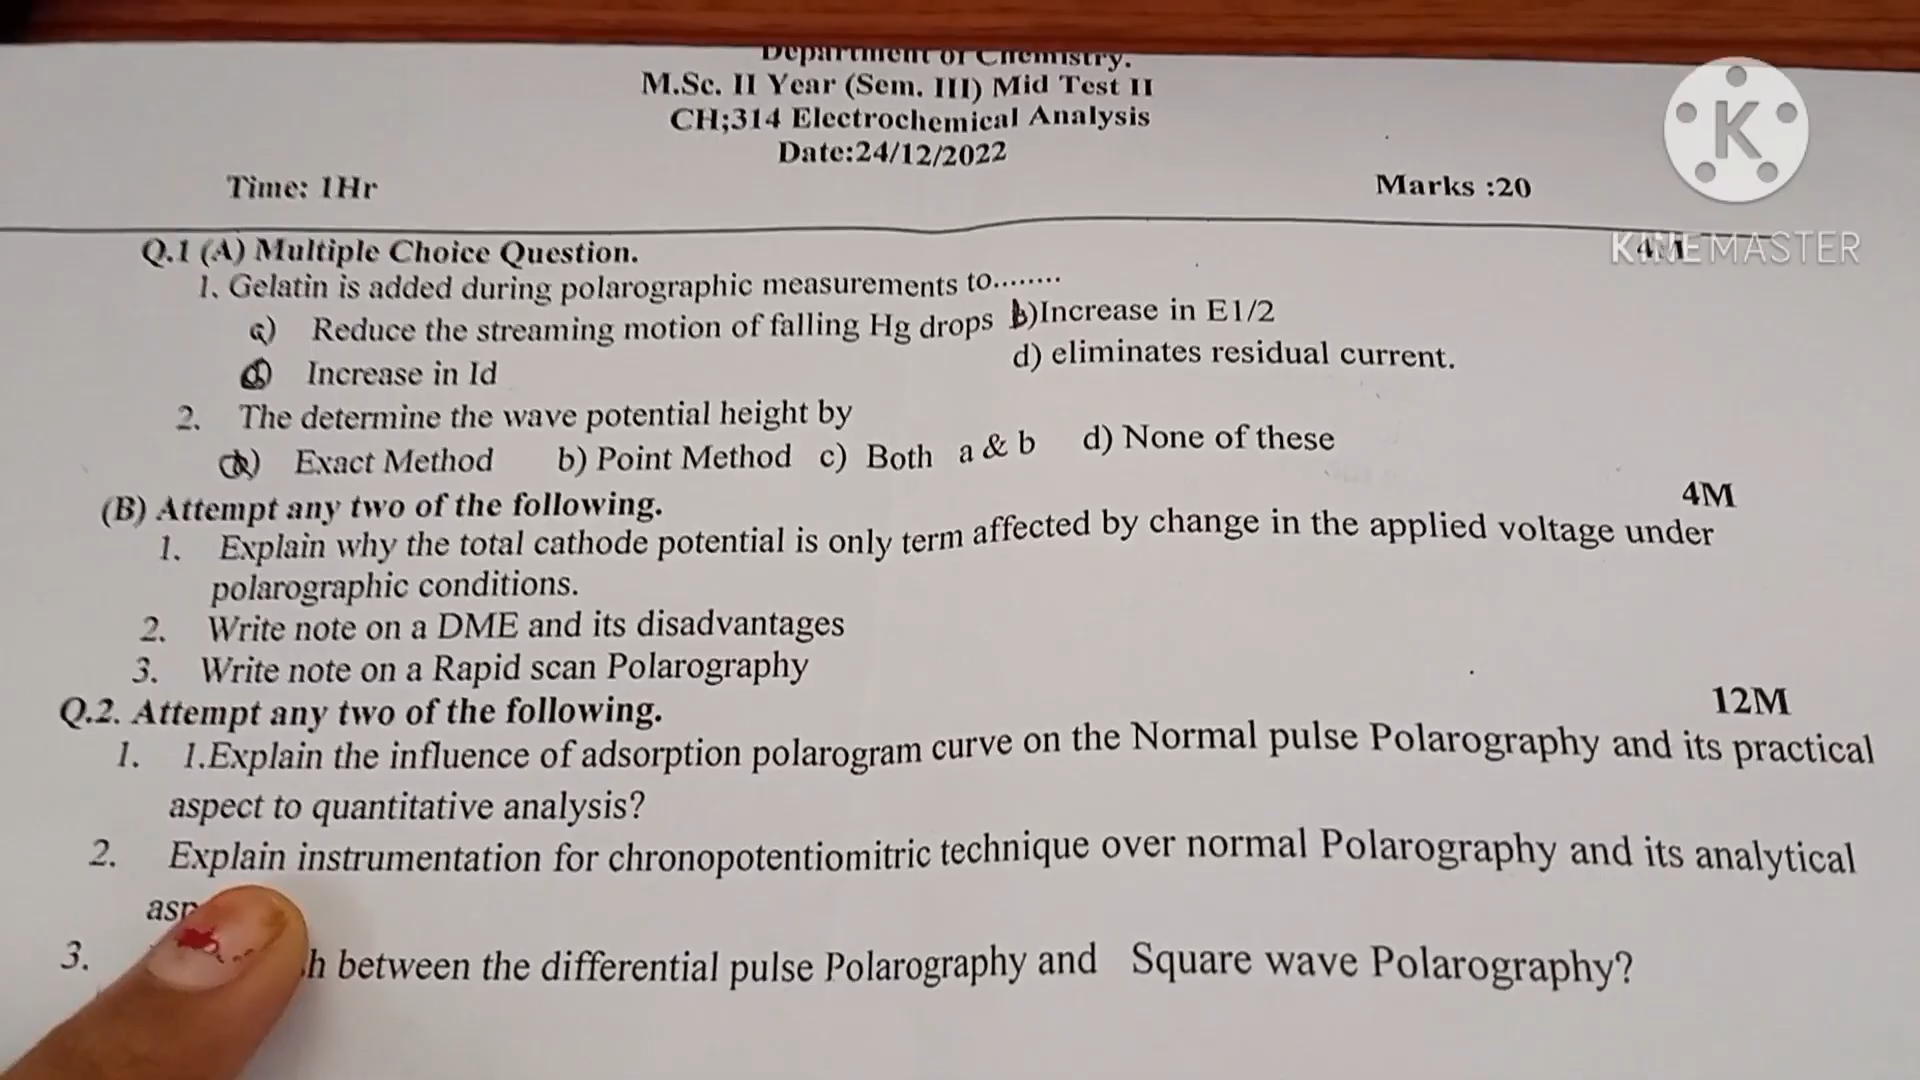 Department of Chemistry.
M.Sc. II Year (Sem. III) Mid Test II
CH;314 Electrochemical Analysis
Date:24/12/2022
Time: 1Hr Marks :20
K
KINEMASTER
Q.1 (A) Multiple Choice Question. 4M
1. Gelatin is added during polarographic measurements to........
a) Reduce the streaming motion of falling Hg drops b)Increase in E1/2
Increase in Id d) eliminates residual current.
2. The determine the wave potential height by
a) Exact Method b) Point Method c) Both a & b d) None of these
(B) Attempt any two of the following. 4M
1. Explain why the total cathode potential is only term affected by change in the applied voltage under
polarographic conditions.
2. Write note on a DME and its disadvantages
3. Write note on a Rapid scan Polarography
Q.2. Attempt any two of the following. 12M
1. 1.Explain the influence of adsorption polarogram curve on the Normal pulse Polarography and its practical
aspect to quantitative analysis?
2. Explain instrumentation for chronopotentiomitric technique over normal Polarography and its analytical
3. between the differential pulse Polarography and Square wave Polarography?